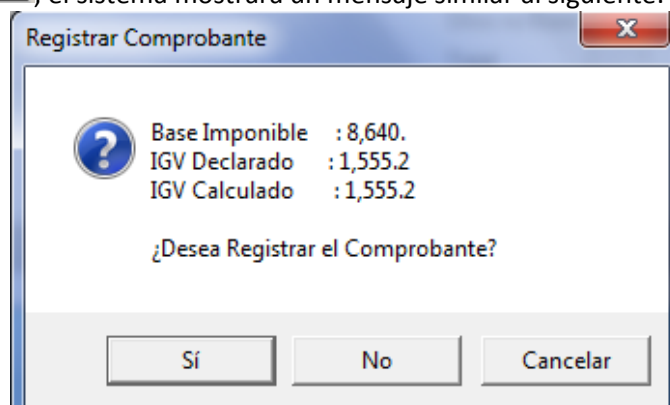 , el sistema mostrará un mensaje similar al siguiente:
Registrar Comprobante
Base Imponible : 8,640.
IGV Declarado : 1,555.2
IGV Calculado : 1,555.2
¿Desea Registrar el Comprobante?
Sí
No
Cancelar